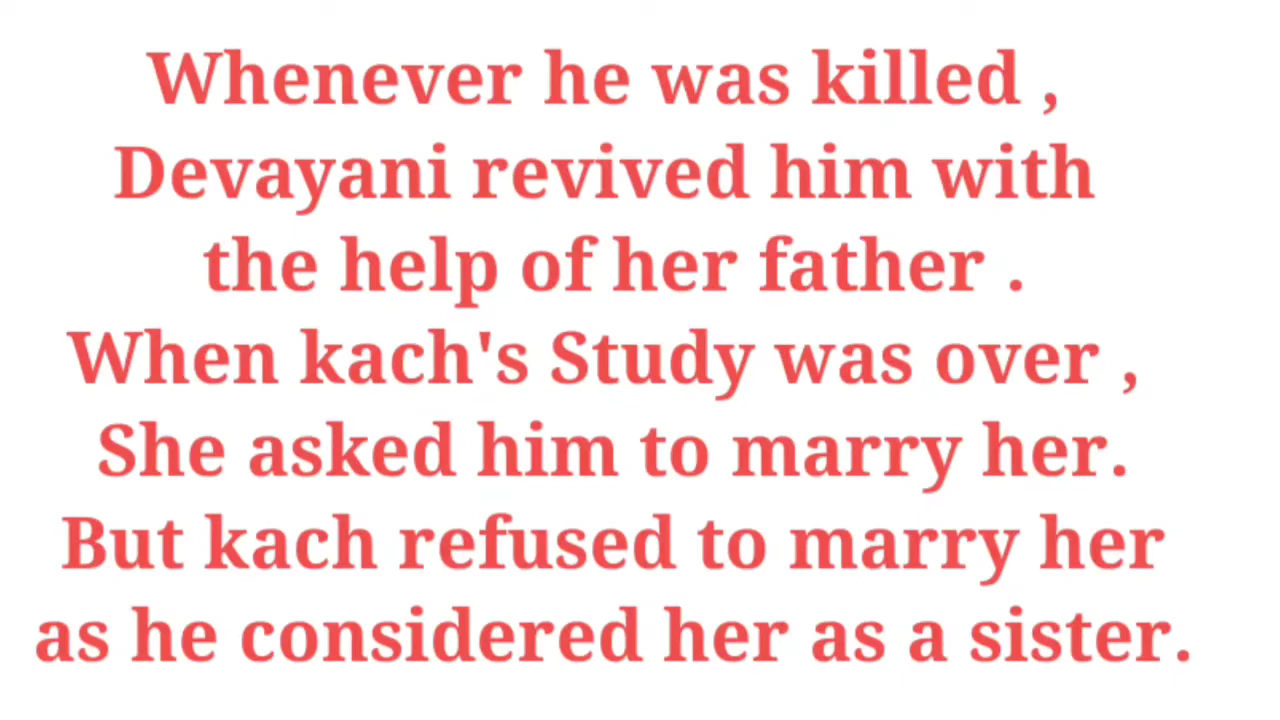 Whenever he was killed ,
Devayani revived him with
the help of her father .
When kach's Study was over ,
She asked him to marry her.
But kach refused to marry her
as he considered her as a sister.